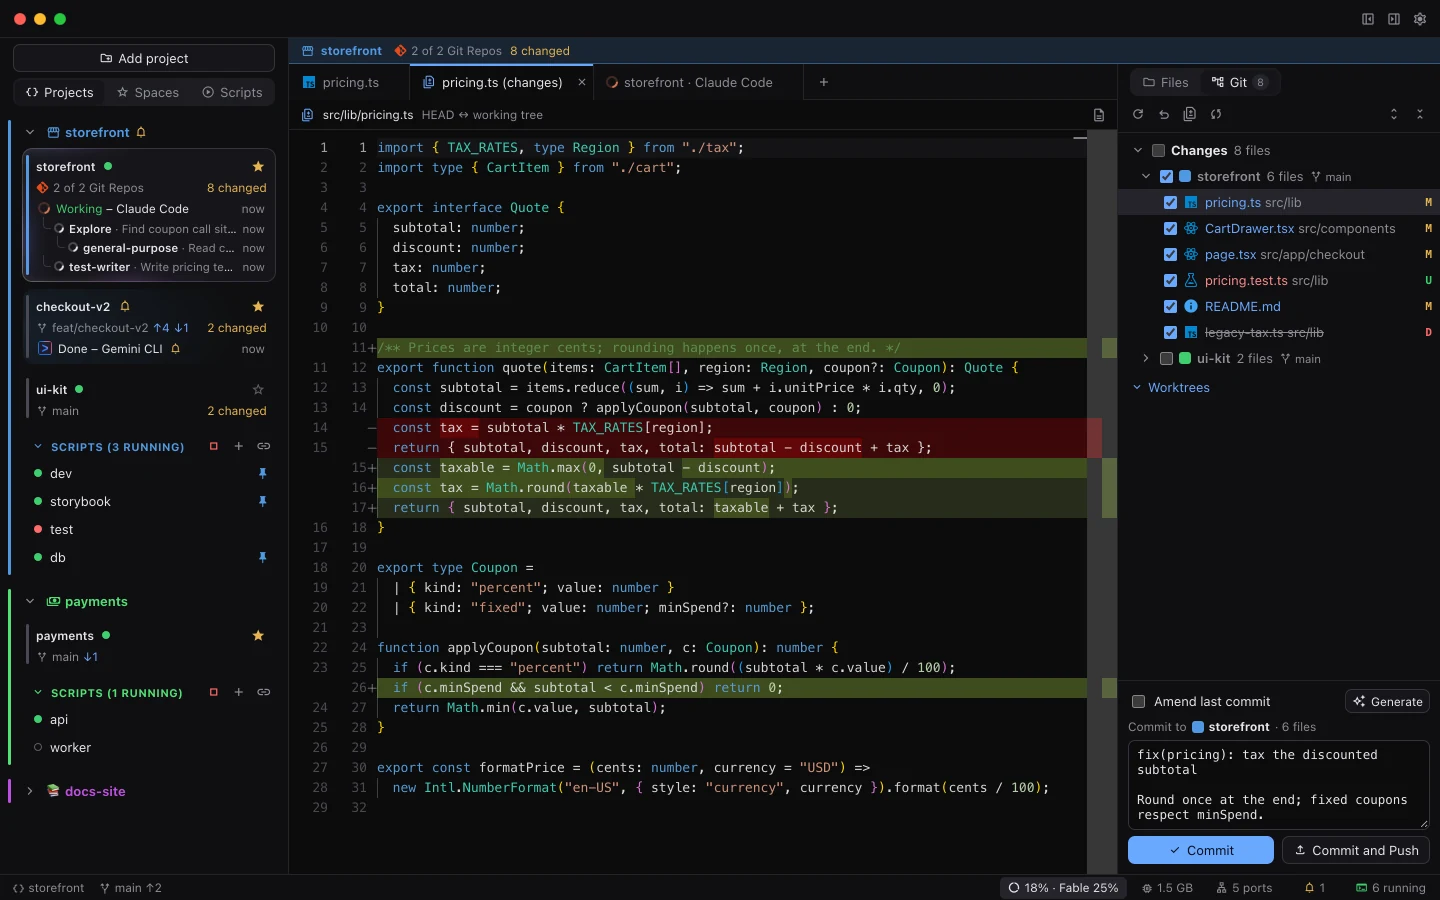 Add project
Projects
Spaces
Scripts
storefront
storefront
2 of 2 Git Repos
8 changed
Working – Claude Code
now
Explore · Find coupon call sit...
now
general-purpose · Read c...
now
test-writer · Write pricing te...
now
checkout-v2
feat/checkout-v2 ↑4 ↓1
2 changed
Done – Gemini CLI
now
ui-kit
main
2 changed
SCRIPTS (3 RUNNING)
dev
storybook
test
db
payments
payments
main ↓1
SCRIPTS (1 RUNNING)
api
worker
docs-site
storefront
2 of 2 Git Repos
8 changed
TS pricing.ts
pricing.ts (changes)
storefront · Claude Code
src/lib/pricing.ts HEAD ↔ working tree
1 1 import { TAX_RATES, type Region } from "./tax";
2 2 import type { CartItem } from "./cart";
3 3
4 4 export interface Quote {
5 5 subtotal: number;
6 6 discount: number;
7 7 tax: number;
8 8 total: number;
9 9 }
10 10
11+ /** Prices are integer cents; rounding happens once, at the end. */
11 12 export function quote(items: CartItem[], region: Region, coupon?: Coupon): Quote {
12 13 const subtotal = items.reduce((sum, i) => sum + i.unitPrice * i.qty, 0);
13 14 const discount = coupon ? applyCoupon(subtotal, coupon) : 0;
14 − const tax = subtotal * TAX_RATES[region];
15 − return { subtotal, discount, tax, total: subtotal − discount + tax };
15+ const taxable = Math.max(0, subtotal − discount);
16+ const tax = Math.round(taxable * TAX_RATES[region]);
17+ return { subtotal, discount, tax, total: taxable + tax };
16 18 }
17 19
18 20 export type Coupon =
19 21 | { kind: "percent"; value: number }
20 22 | { kind: "fixed"; value: number; minSpend?: number };
21 23
22 24 function applyCoupon(subtotal: number, c: Coupon): number {
23 25 if (c.kind === "percent") return Math.round((subtotal * c.value) / 100);
26+ if (c.minSpend && subtotal < c.minSpend) return 0;
24 27 return Math.min(c.value, subtotal);
25 28 }
26 29
27 30 export const formatPrice = (cents: number, currency = "USD") =>
28 31 new Intl.NumberFormat("en-US", { style: "currency", currency }).format(cents / 100);
29 32
Files
Git 8
Changes 8 files
storefront 6 files main
TS pricing.ts src/lib M
CartDrawer.tsx src/components M
page.tsx src/app/checkout M
pricing.test.ts src/lib U
README.md M
TS legacy-tax.ts src/lib D
ui-kit 2 files main
Worktrees
Amend last commit
Generate
Commit to storefront · 6 files
fix(pricing): tax the discounted
subtotal
Round once at the end; fixed coupons
respect minSpend.
Commit
Commit and Push
storefront
main ↑2
18% · Fable 25%
1.5 GB
5 ports
1
6 running